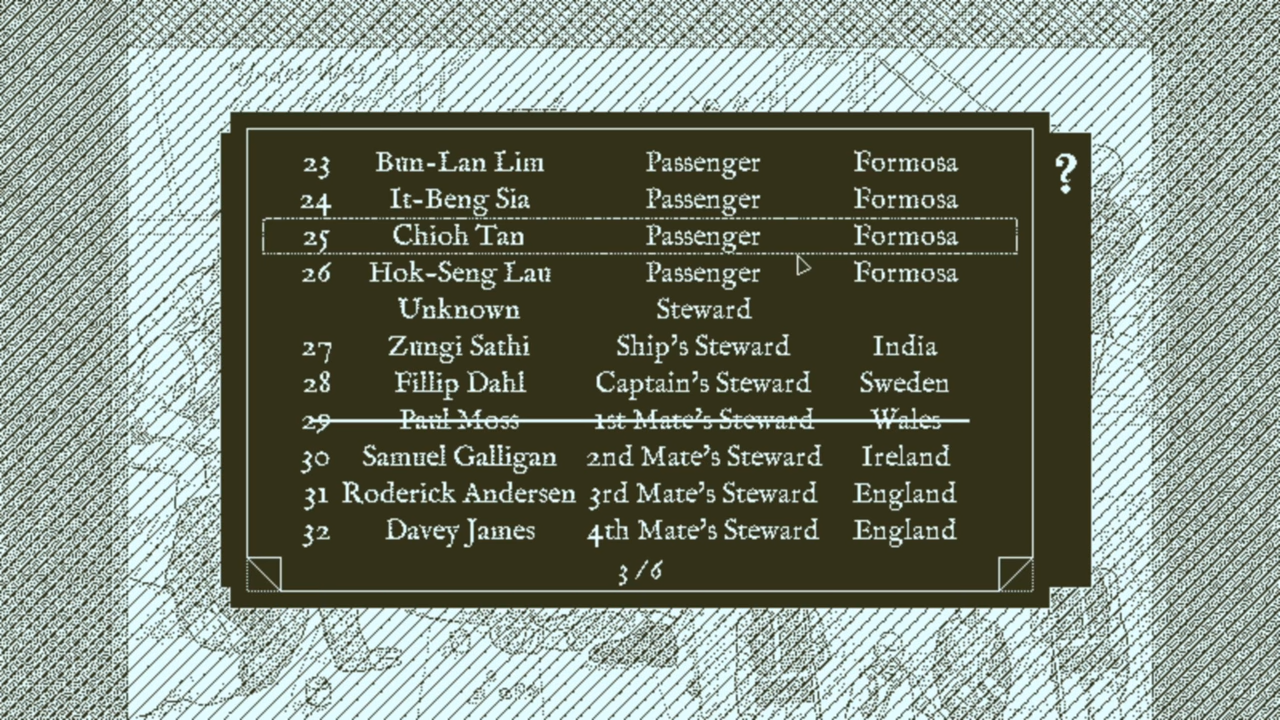 23 Bun-Lan Lim Passenger Formosa
24 It-Beng Sia Passenger Formosa
25 Chioh Tan Passenger Formosa
26 Hok-Seng Lau Passenger Formosa
Unknown Steward
27 Zungi Sathi Ship's Steward India
28 Fillip Dahl Captain's Steward Sweden
29 Paul Moss 1st Mate's Steward Wales
30 Samuel Galligan 2nd Mate's Steward Ireland
31 Roderick Andersen 3rd Mate's Steward England
32 Davey James 4th Mate's Steward England
3/6
?